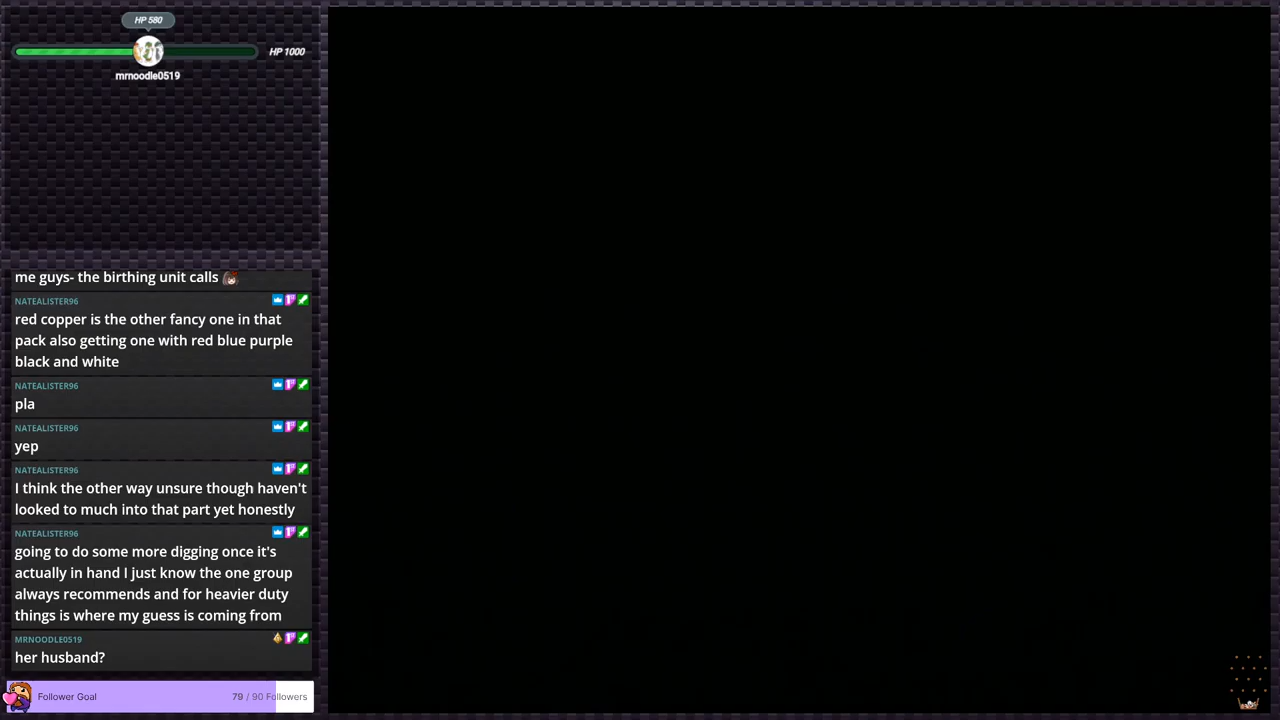 HP 580
HP 1000
mrnoodle0519
me guys- the birthing unit calls
NATEALISTER96
red copper is the other fancy one in that
pack also getting one with red blue purple
black and white
NATEALISTER96
pla
NATEALISTER96
yep
NATEALISTER96
I think the other way unsure though haven't
looked to much into that part yet honestly
NATEALISTER96
going to do some more digging once it's
actually in hand I just know the one group
always recommends and for heavier duty
things is where my guess is coming from
MRNOODLE0519
her husband?
Follower Goal
79 / 90 Followers